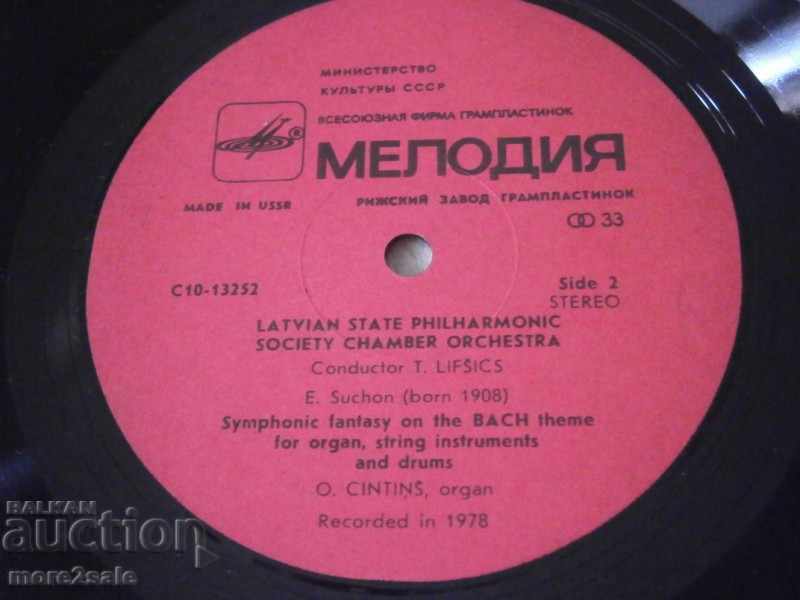 МИНИСТЕРСТВО
КУЛЬТУРЫ СССР
ВСЕСОЮЗНАЯ ФИРМА ГРАМПЛАСТИНОК
®
МЕЛОДИЯ
MADE IN USSR
РИЖСКИЙ ЗАВОД ГРАМПЛАСТИНОК
33
C10-13252
Side 2
STEREO
LATVIAN STATE PHILHARMONIC
SOCIETY CHAMBER ORCHESTRA
Conductor T. LIFŠICS
E. Suchon (born 1908)
Symphonic fantasy on the BACH theme
for organ, string instruments
and drums
O. CINTIŅŠ, organ
Recorded in 1978
БАЛКАН
auction
more2sale